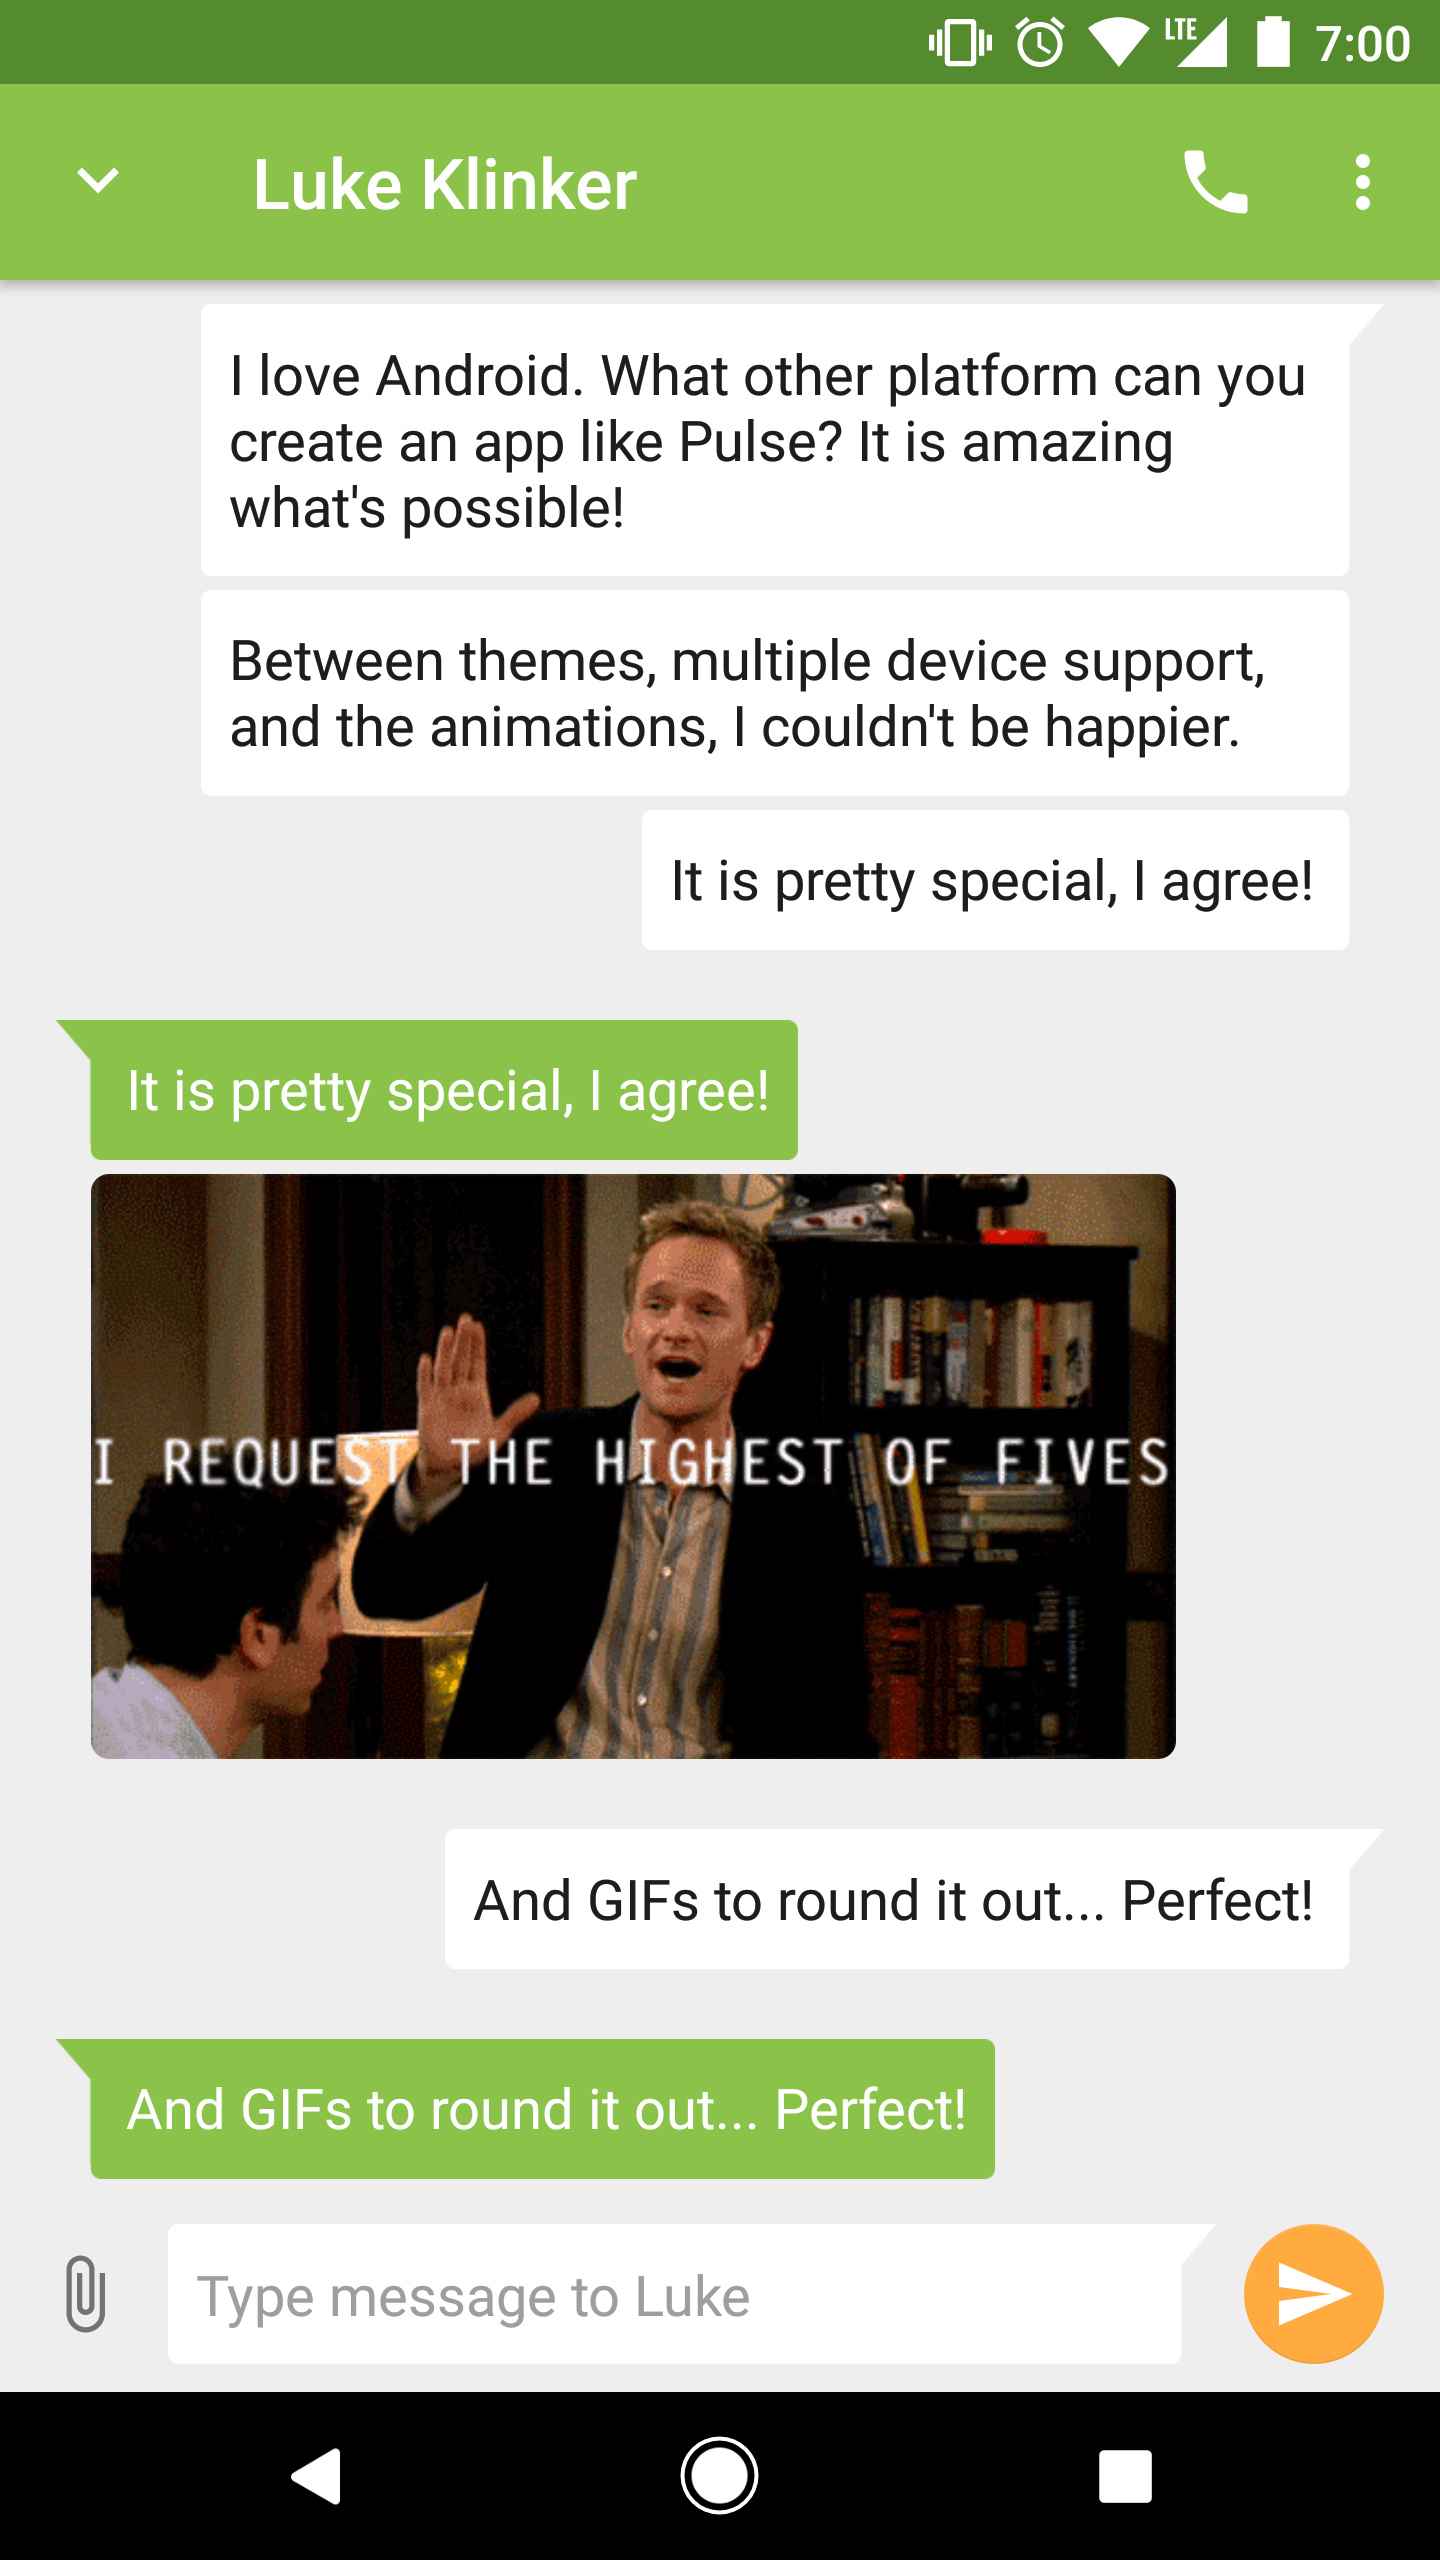 LTE 7:00
Luke Klinker
I love Android. What other platform can you
create an app like Pulse? It is amazing
what's possible!
Between themes, multiple device support,
and the animations, I couldn't be happier.
It is pretty special, I agree!
It is pretty special, I agree!
I REQUEST THE HIGHEST OF FIVES
And GIFs to round it out... Perfect!
And GIFs to round it out... Perfect!
Type message to Luke